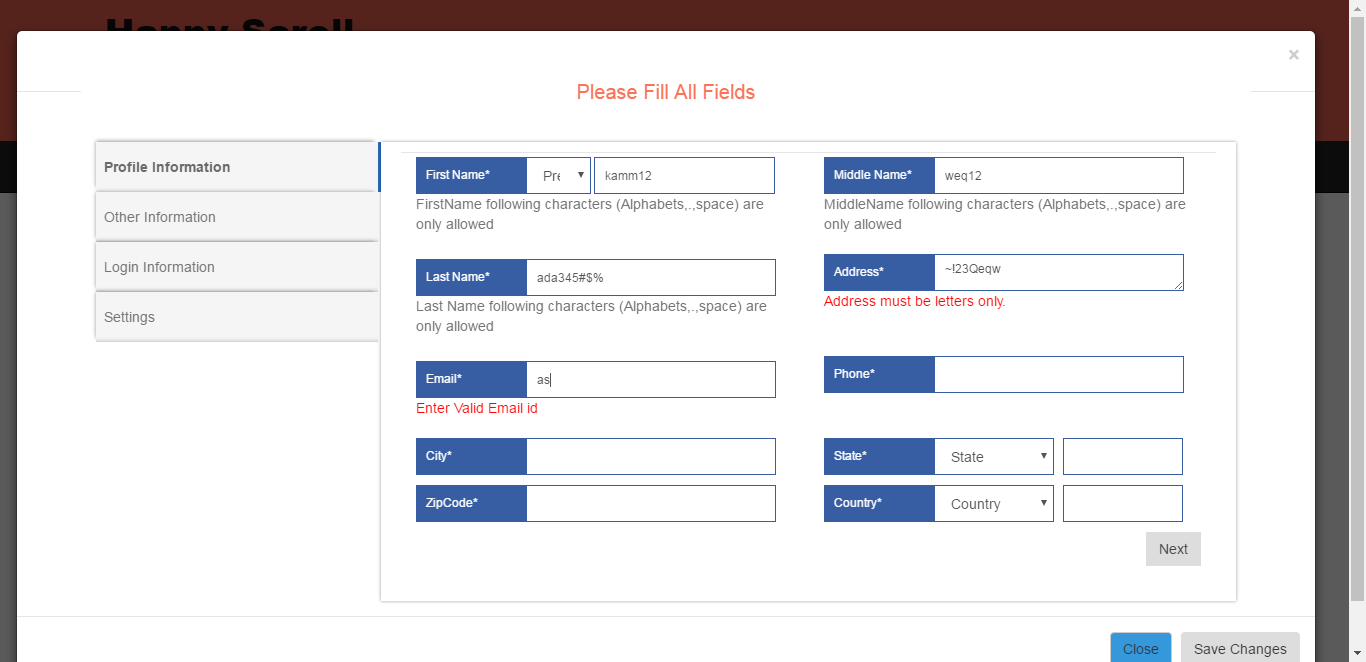 Happy Scroll
×
Please Fill All Fields
Profile Information
Other Information
Login Information
Settings
First Name* Pre kamm12
FirstName following characters (Alphabets,.,space) are
only allowed
Middle Name* weq12
MiddleName following characters (Alphabets,.,space) are
only allowed
Last Name* ada345#$%
Last Name following characters (Alphabets,.,space) are
only allowed
Address* ~!23Qeqw
Address must be letters only.
Email* as
Enter Valid Email id
Phone*
City*
State* State
ZipCode*
Country* Country
Next
Close Save Changes